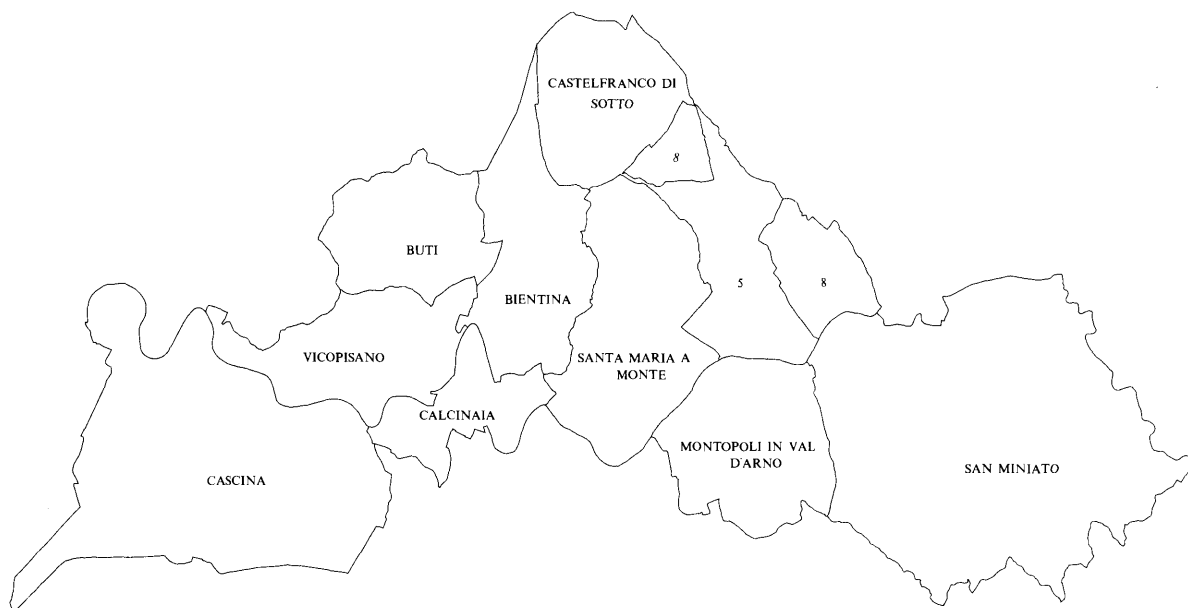 CASTELFRANCO DI
SOTTO
8
BUTI
5
8
BIENTINA
VICOPISANO
SANTA MARIA A
MONTE
CALCINAIA
MONTOPOLI IN VAL
D'ARNO
CASCINA
SAN MINIATO